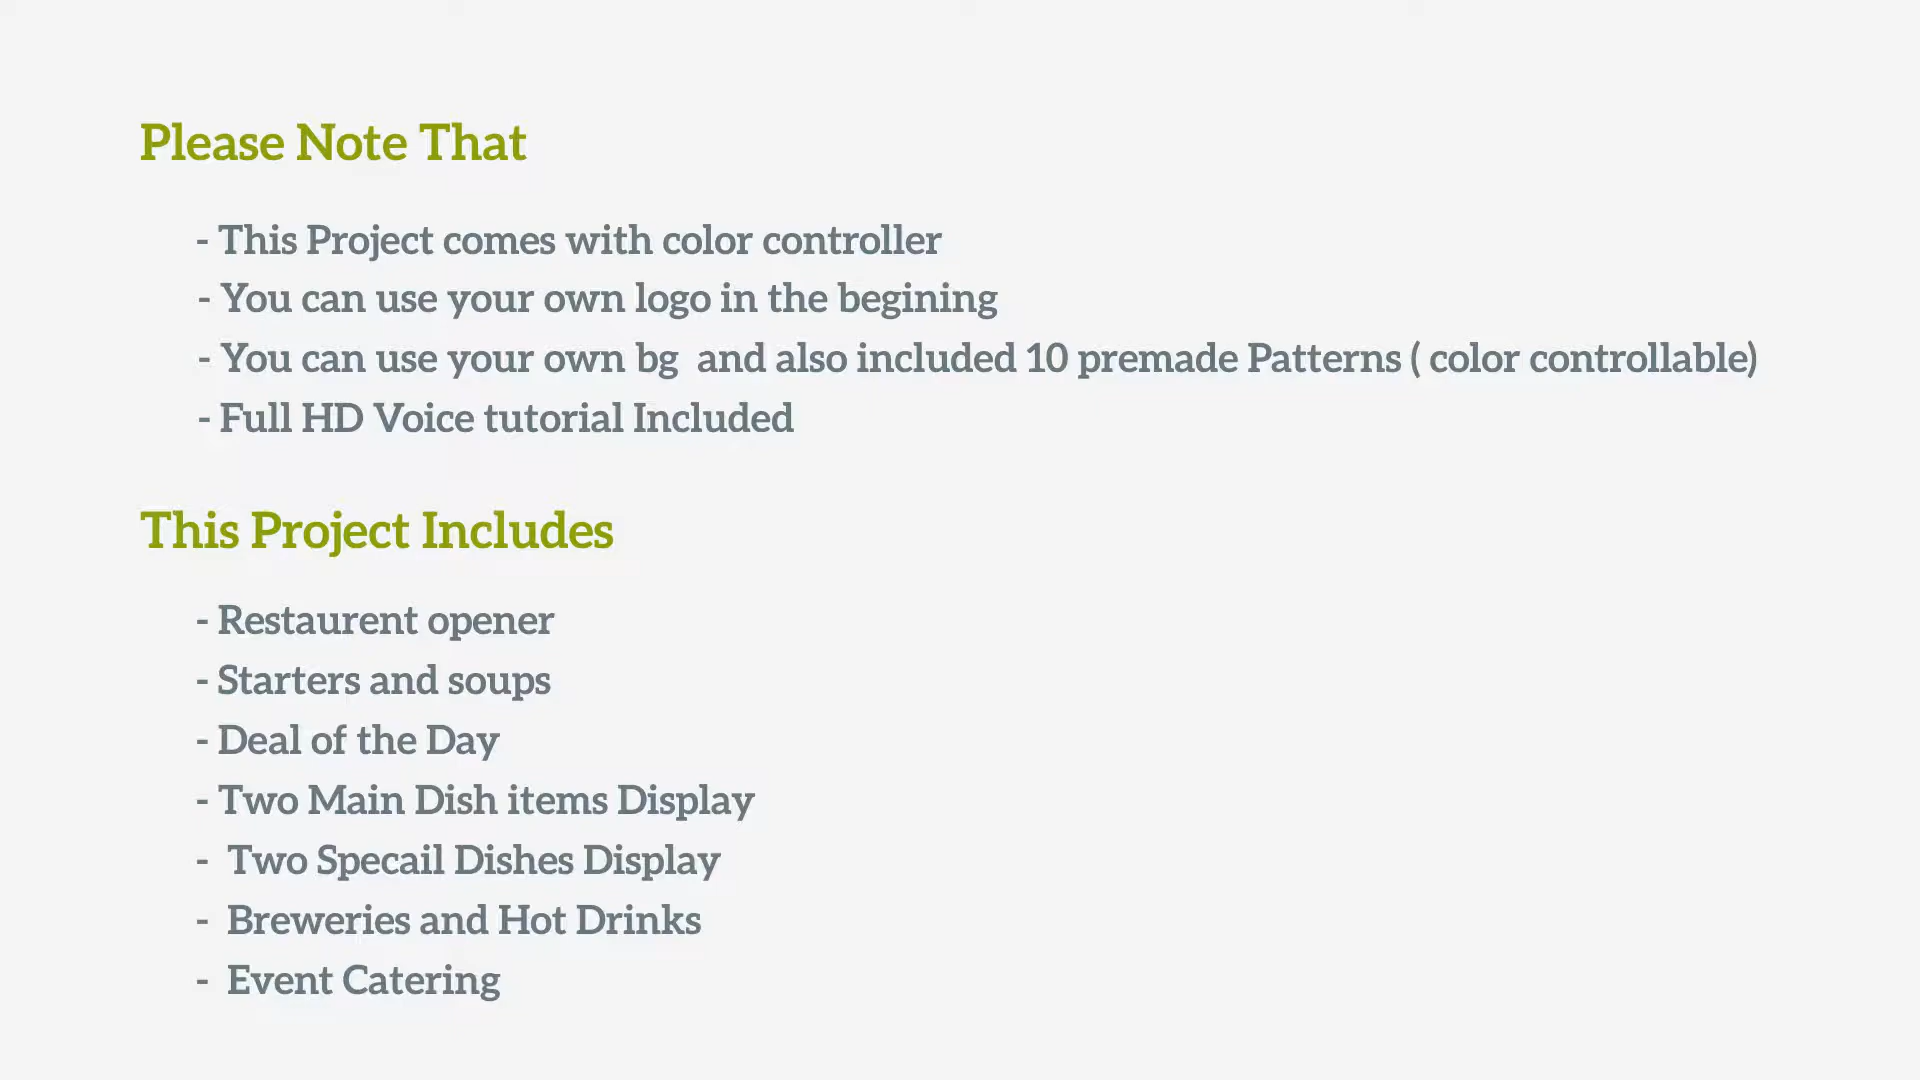 Please Note That
- This Project comes with color controller
- You can use your own logo in the begining
- You can use your own bg  and also included 10 premade Patterns ( color controllable)
- Full HD Voice tutorial Included
This Project Includes
- Restaurent opener
- Starters and soups
- Deal of the Day
- Two Main Dish items Display
-  Two Specail Dishes Display
-  Breweries and Hot Drinks
-  Event Catering